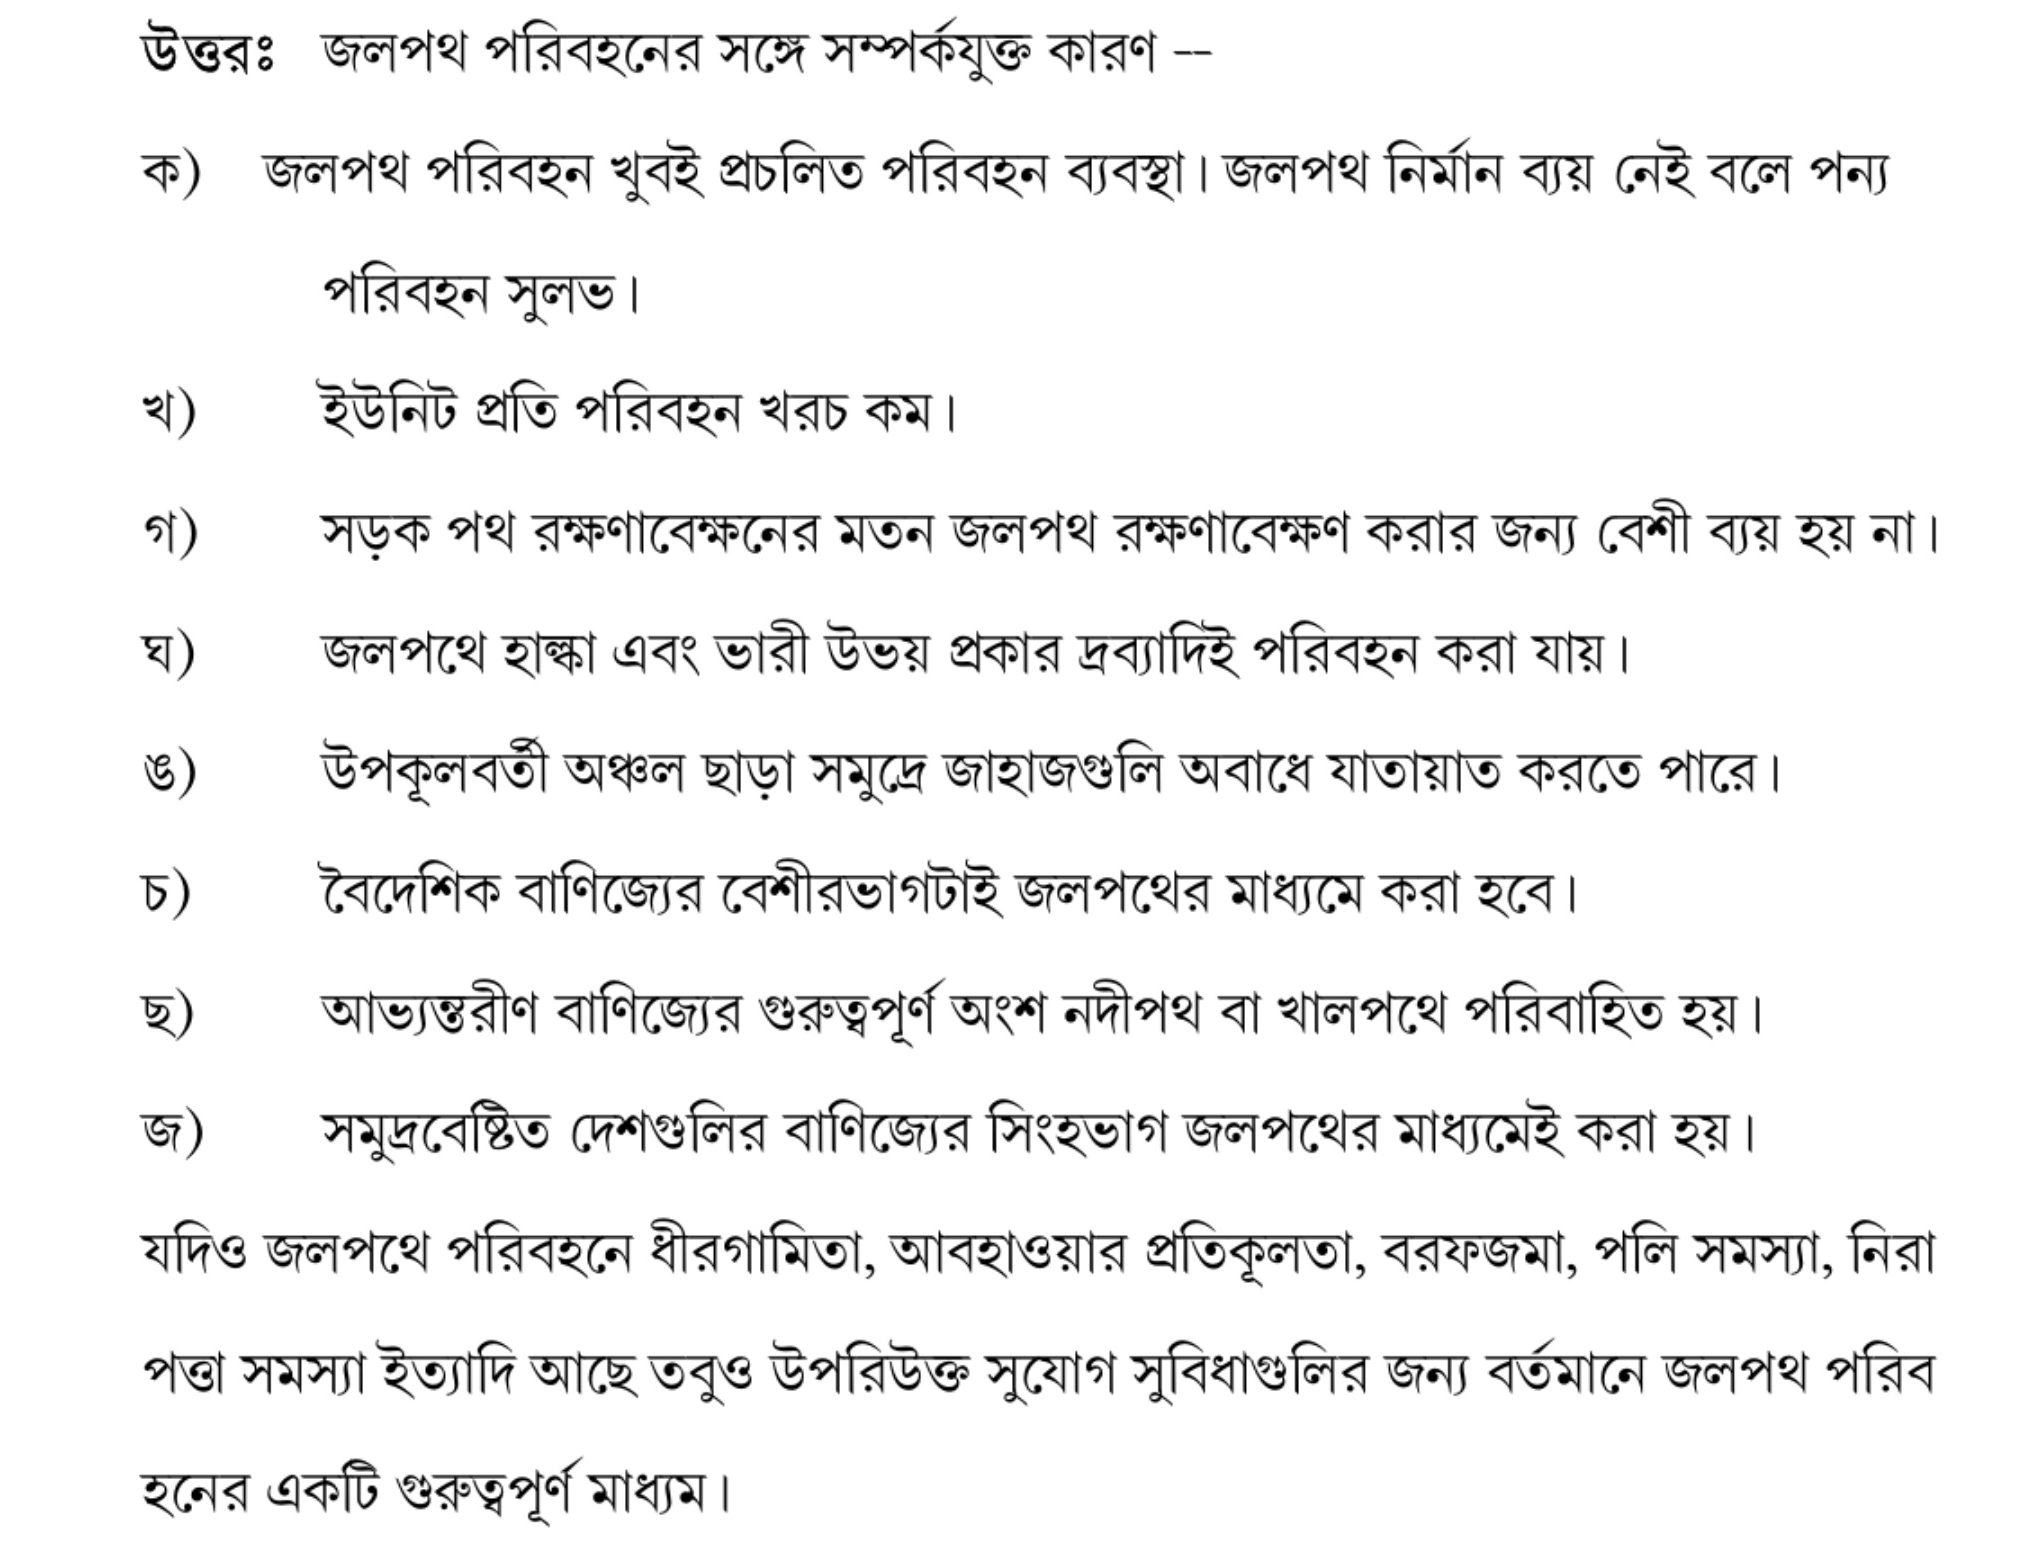 উত্তরঃ জলপথ পরিবহনের সঙ্গে সম্পর্কযুক্ত কারণ --
ক) জলপথ পরিবহন খুবই প্রচলিত পরিবহন ব্যবস্থা। জলপথ নির্মান ব্যয় নেই বলে পন্য
পরিবহন সুলভ।
খ) ইউনিট প্রতি পরিবহন খরচ কম।
গ) সড়ক পথ রক্ষণাবেক্ষনের মতন জলপথ রক্ষণাবেক্ষণ করার জন্য বেশী ব্যয় হয় না।
ঘ) জলপথে হাল্কা এবং ভারী উভয় প্রকার দ্রব্যাদিই পরিবহন করা যায়।
ঙ) উপকূলবর্তী অঞ্চল ছাড়া সমুদ্রে জাহাজগুলি অবাধে যাতায়াত করতে পারে।
চ) বৈদেশিক বাণিজ্যের বেশীরভাগটাই জলপথের মাধ্যমে করা হবে।
ছ) আভ্যন্তরীণ বাণিজ্যের গুরুত্বপূর্ণ অংশ নদীপথ বা খালপথে পরিবাহিত হয়।
জ) সমুদ্রবেষ্টিত দেশগুলির বাণিজ্যের সিংহভাগ জলপথের মাধ্যমেই করা হয়।
যদিও জলপথে পরিবহনে ধীরগামিতা, আবহাওয়ার প্রতিকূলতা, বরফজমা, পলি সমস্যা, নিরা
পত্তা সমস্যা ইত্যাদি আছে তবুও উপরিউক্ত সুযোগ সুবিধাগুলির জন্য বর্তমানে জলপথ পরিব
হনের একটি গুরুত্বপূর্ণ মাধ্যম।